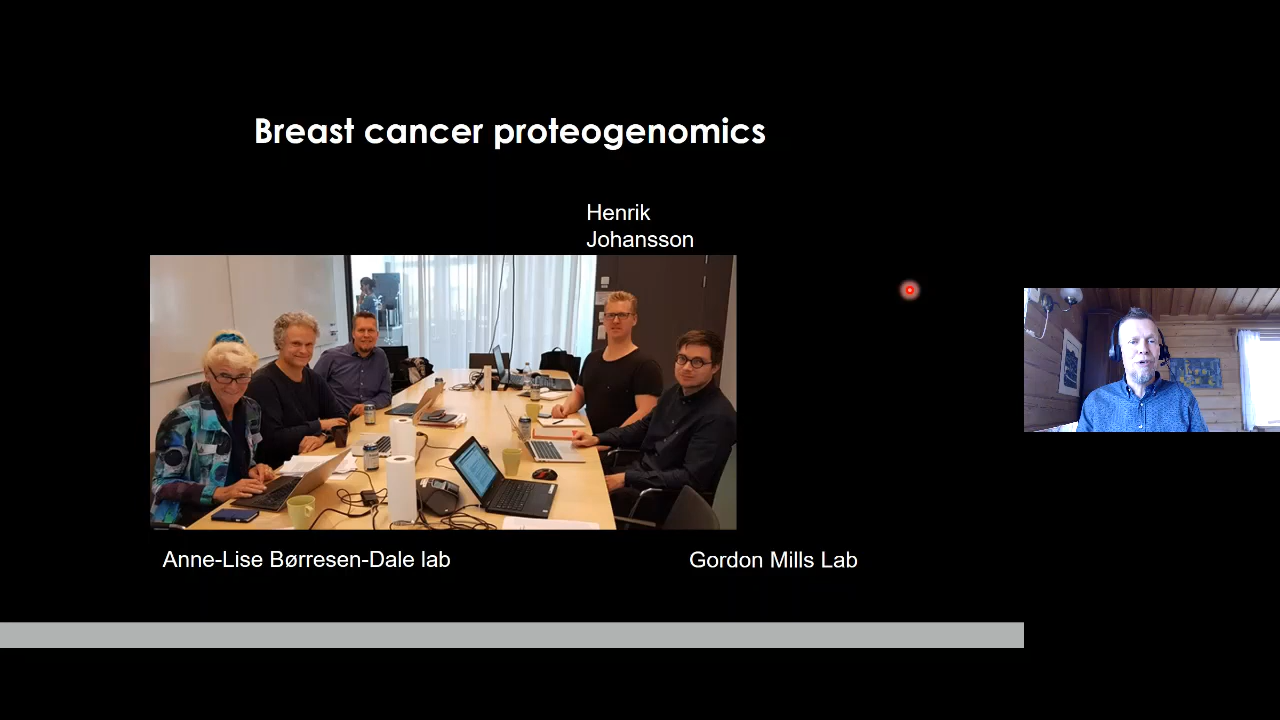 Breast cancer proteogenomics
Henrik
Johansson
Anne-Lise Børresen-Dale lab
Gordon Mills Lab